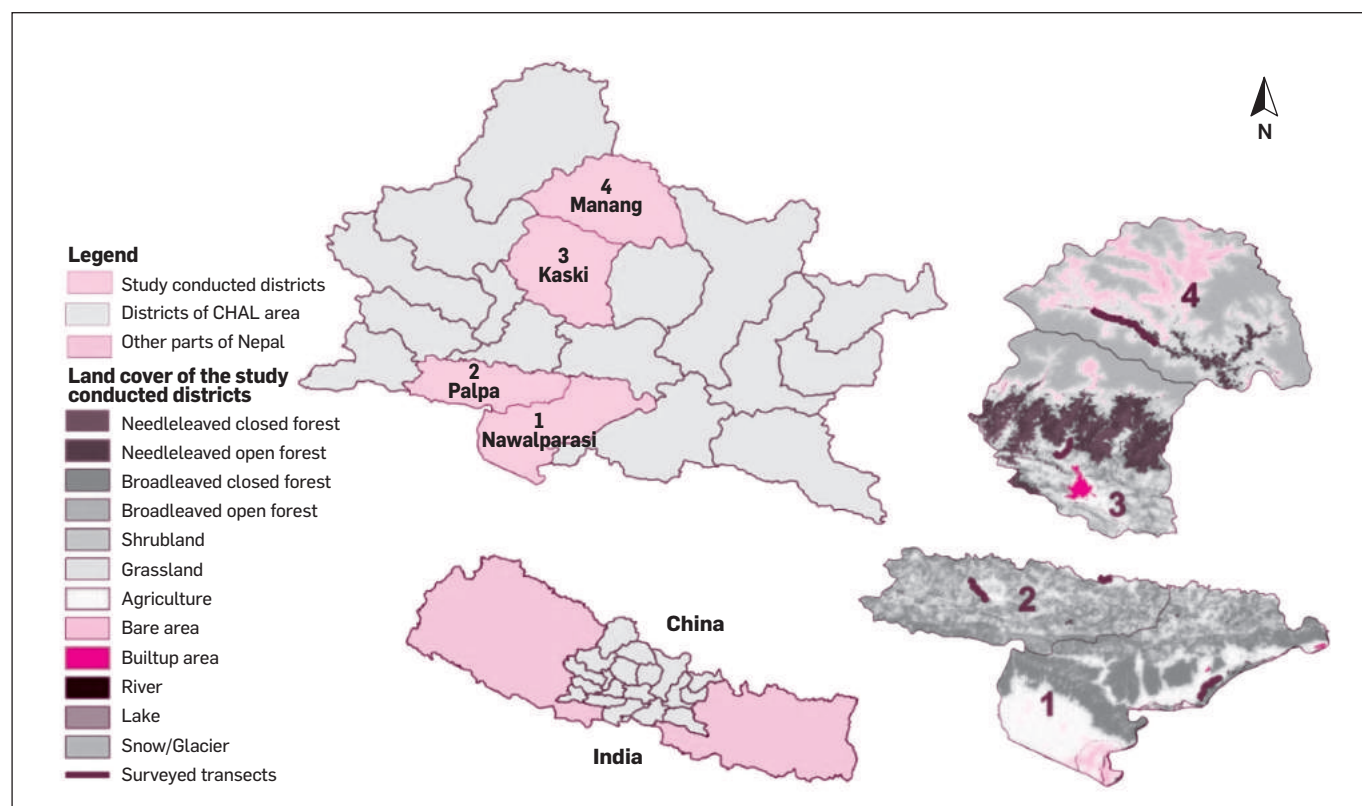 N
4
Manang
3
Kaski
2
Palpa
1
Nawalparasi
Legend
Study conducted districts
Districts of CHAL area
Other parts of Nepal
Land cover of the study
conducted districts
Needleleaved closed forest
Needleleaved open forest
Broadleaved closed forest
Broadleaved open forest
Shrubland
Grassland
Agriculture
Bare area
Builtup area
River
Lake
Snow/Glacier
Surveyed transects
China
India
4
3
2
1